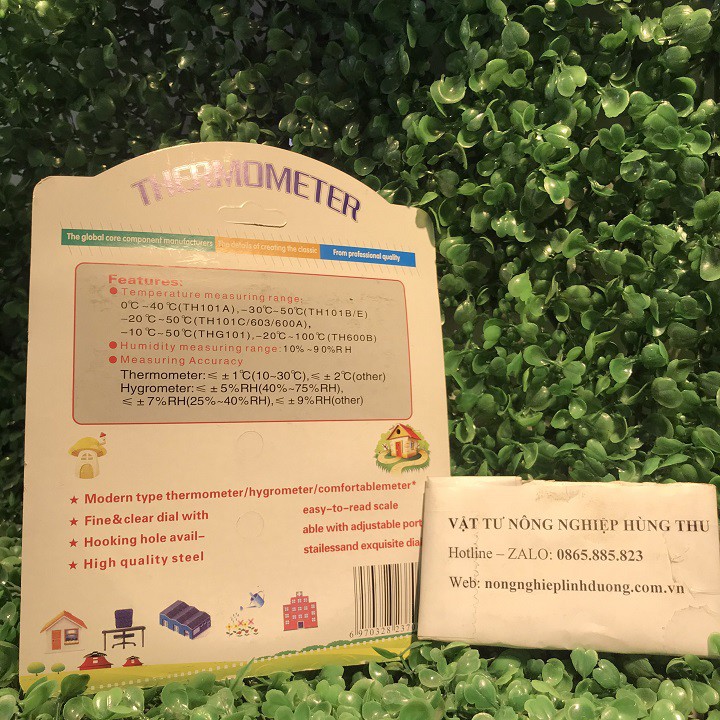 THERMOMETER
The global core component manufacturers The details of creating the classic From professional quality
Features:
● Temperature measuring range:
0℃~40℃(TH101A),-30℃~50℃(TH101B/E)
-20℃~50℃(TH101C/603/600A),
-10℃~50℃(THG101),-20℃~100℃(TH600B)
● Humidity measuring range: 10%~90%RH
● Measuring Accuracy
Thermometer:≤±1℃(10~30℃),≤±2℃(other)
Hygrometer:≤±5%RH(40%~75%RH),
≤±7%RH(25%~40%RH),≤±9%RH(other)
★ Modern type thermometer/hygrometer/comfortablemeter*
★ Fine&clear dial with easy-to-read scale
★ Hooking hole avail- able with adjustable port
★ High quality steel stailessand exquisite dia
6 970328 237
VẬT TƯ NÔNG NGHIỆP HÙNG THU
Hotline – ZALO: 0865.885.823
Web: nongnghieplinhduong.com.vn